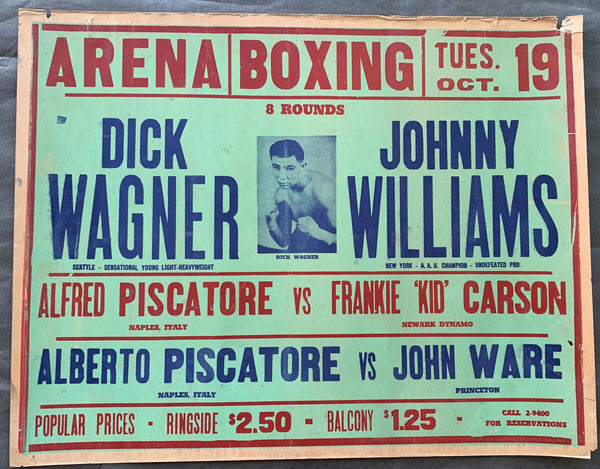 ARENA BOXING TUES. OCT. 19
8 ROUNDS
DICK WAGNER
SEATTLE - SENSATIONAL YOUNG LIGHT-HEAVYWEIGHT
DICK WAGNER
JOHNNY WILLIAMS
NEW YORK - A. A. U. CHAMPION - UNDEFEATED PRO
ALFRED PISCATORE VS FRANKIE 'KID' CARSON
NAPLES, ITALY NEWARK DYNAMO
ALBERTO PISCATORE VS JOHN WARE
NAPLES, ITALY PRINCETON
POPULAR PRICES - RINGSIDE $2.50 - BALCONY $1.25 -
CALL 2-9400
FOR RESERVATIONS